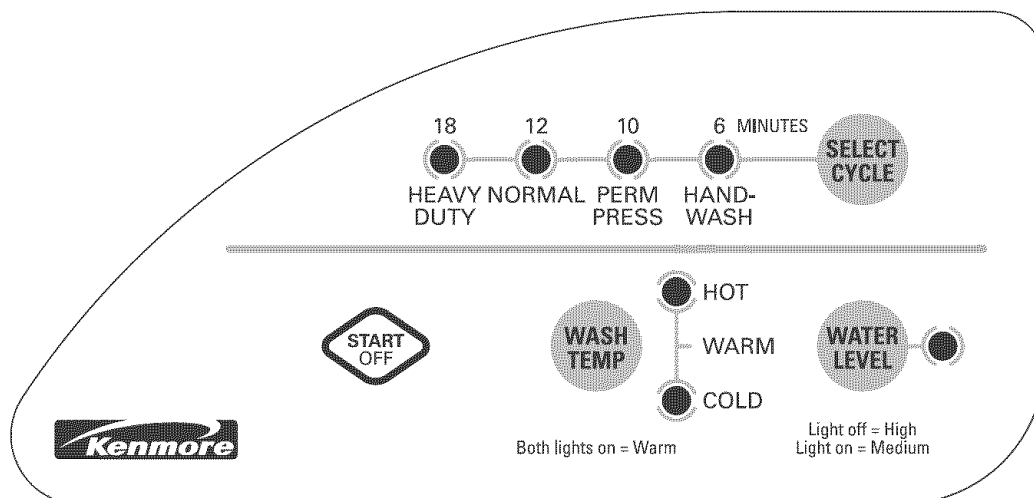 18 12 10 6 MINUTES
SELECT
CYCLE
HEAVY NORMAL PERM HAND-
DUTY PRESS WASH
HOT
START
OFF
WASH
TEMP
WARM
WATER
LEVEL
COLD
Kenmore
Both lights on = Warm
Light off = High
Light on = Medium